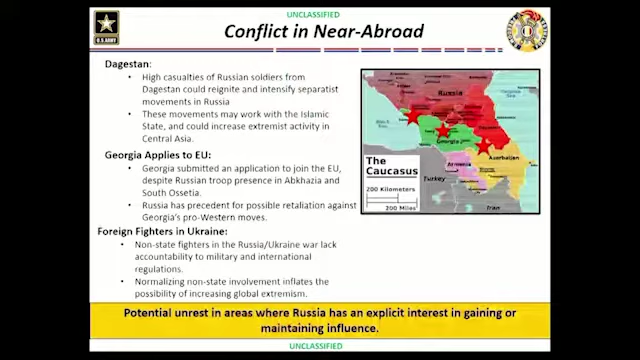 UNCLASSIFIED
Conflict in Near-Abroad
U.S. ARMY
Dagestan:
• High casualties of Russian soldiers from
Dagestan could reignite and intensify separatist
movements in Russia
• These movements may work with the Islamic
State, and could increase extremist activity in
Central Asia.
Georgia Applies to EU:
• Georgia submitted an application to join the EU,
despite Russian troop presence in Abkhazia and
South Ossetia.
• Russia has precedent for possible retaliation against
Georgia's pro-Western moves.
Foreign Fighters in Ukraine:
• Non-state fighters in the Russia/Ukraine war lack
accountability to military and international
regulations.
• Normalizing non-state involvement inflates the
possibility of increasing global extremism.
Russia
Georgia
Azerbaijan
Armenia
Turkey
Iran
The
Caucasus
200 Kilometers
200 Miles
Potential unrest in areas where Russia has an explicit interest in gaining or
maintaining influence.
UNCLASSIFIED